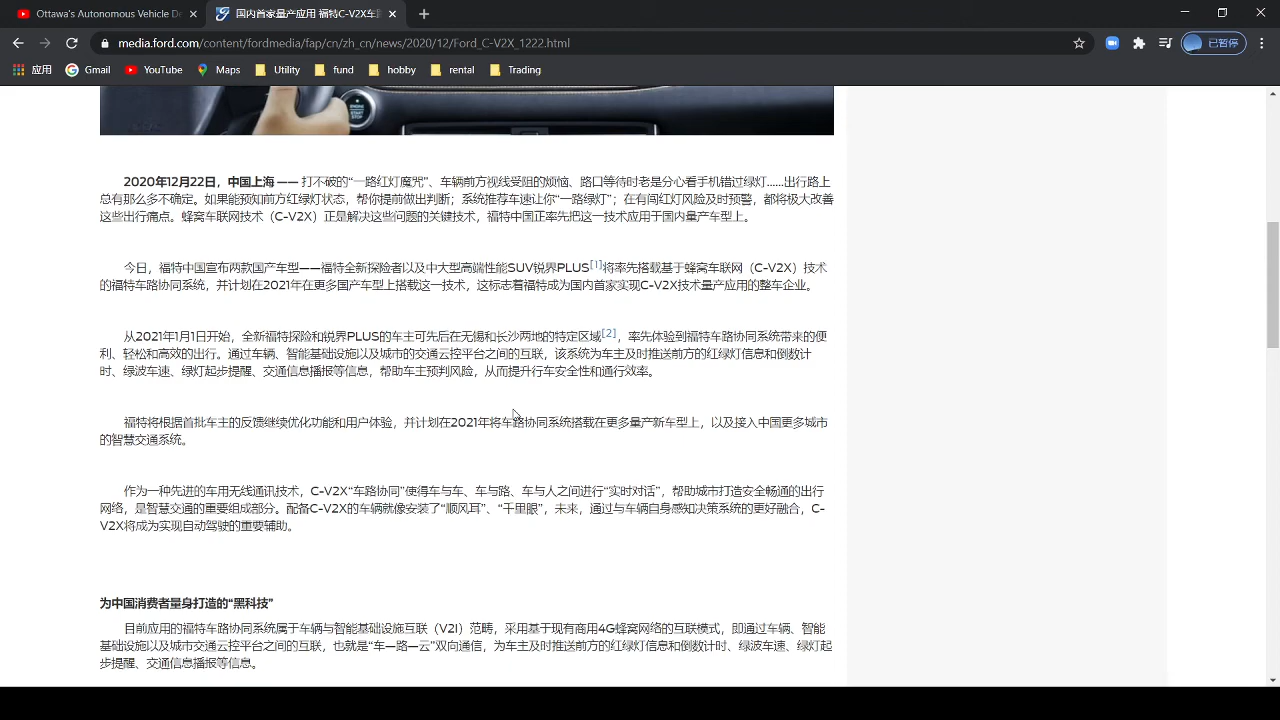 Ottawa's Autonomous Vehicle De
国内首家量产应用 福特C-V2X车
media.ford.com/content/fordmedia/fap/cn/zh_cn/news/2020/12/Ford_C-V2X_1222.html
已暂停
应用 Gmail YouTube Maps Utility fund hobby rental Trading
2020年12月22日，中国上海 —— 打不破的“一路红灯魔咒”、车辆前方视线受阻的烦恼、路口等待时老是分心看手机错过绿灯……出行路上
总有那么多不确定。如果能预知前方红绿灯状态，帮你提前做出判断；系统推荐车速让你“一路绿灯”；在有闯红灯风险及时预警，都将极大改善
这些出行痛点。蜂窝车联网技术（C-V2X）正是解决这些问题的关键技术，福特中国正率先把这一技术应用于国内量产车型上。
今日，福特中国宣布两款国产车型——福特全新探险者以及中大型高端性能SUV锐界PLUS[1]将率先搭载基于蜂窝车联网（C-V2X）技术
的福特车路协同系统，并计划在2021年在更多国产车型上搭载这一技术，这标志着福特成为国内首家实现C-V2X技术量产应用的整车企业。
从2021年1月1日开始，全新福特探险和锐界PLUS的车主可先后在无锡和长沙两地的特定区域[2]，率先体验到福特车路协同系统带来的便
利、轻松和高效的出行。通过车辆、智能基础设施以及城市的交通云控平台之间的互联，该系统为车主及时推送前方的红绿灯信息和倒数计
时、绿波车速、绿灯起步提醒、交通信息播报等信息，帮助车主预判风险，从而提升行车安全性和通行效率。
福特将根据首批车主的反馈继续优化功能和用户体验，并计划在2021年将车路协同系统搭载在更多量产新车型上，以及接入中国更多城市
的智慧交通系统。
作为一种先进的车用无线通讯技术，C-V2X“车路协同”使得车与车、车与路、车与人之间进行“实时对话”，帮助城市打造安全畅通的出行
网络，是智慧交通的重要组成部分。配备C-V2X的车辆就像安装了“顺风耳”、“千里眼”，未来，通过与车辆自身感知决策系统的更好融合，C-
V2X将成为实现自动驾驶的重要辅助。
为中国消费者量身打造的“黑科技”
目前应用的福特车路协同系统属于车辆与智能基础设施互联（V2I）范畴，采用基于现有商用4G蜂窝网络的互联模式，即通过车辆、智能
基础设施以及城市交通云控平台之间的互联，也就是“车—路—云”双向通信，为车主及时推送前方的红绿灯信息和倒数计时、绿波车速、绿灯起
步提醒、交通信息播报等信息。